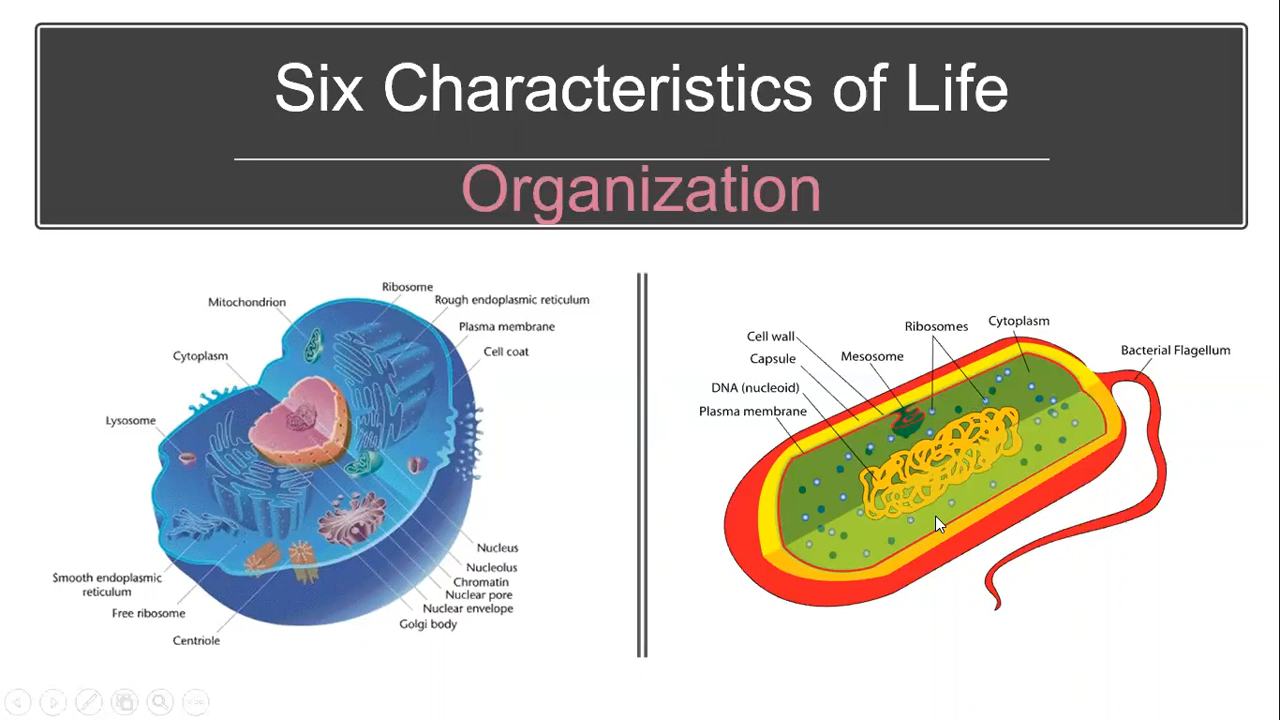 Six Characteristics of Life
Organization
Ribosome
Mitochondrion
Rough endoplasmic reticulum
Plasma membrane
Cell coat
Cytoplasm
Lysosome
Nucleus
Nucleolus
Chromatin
Nuclear pore
Nuclear envelope
Golgi body
Smooth endoplasmic
reticulum
Free ribosome
Centriole
Cell wall
Capsule
Mesosome
Ribosomes
Cytoplasm
Bacterial Flagellum
DNA (nucleoid)
Plasma membrane